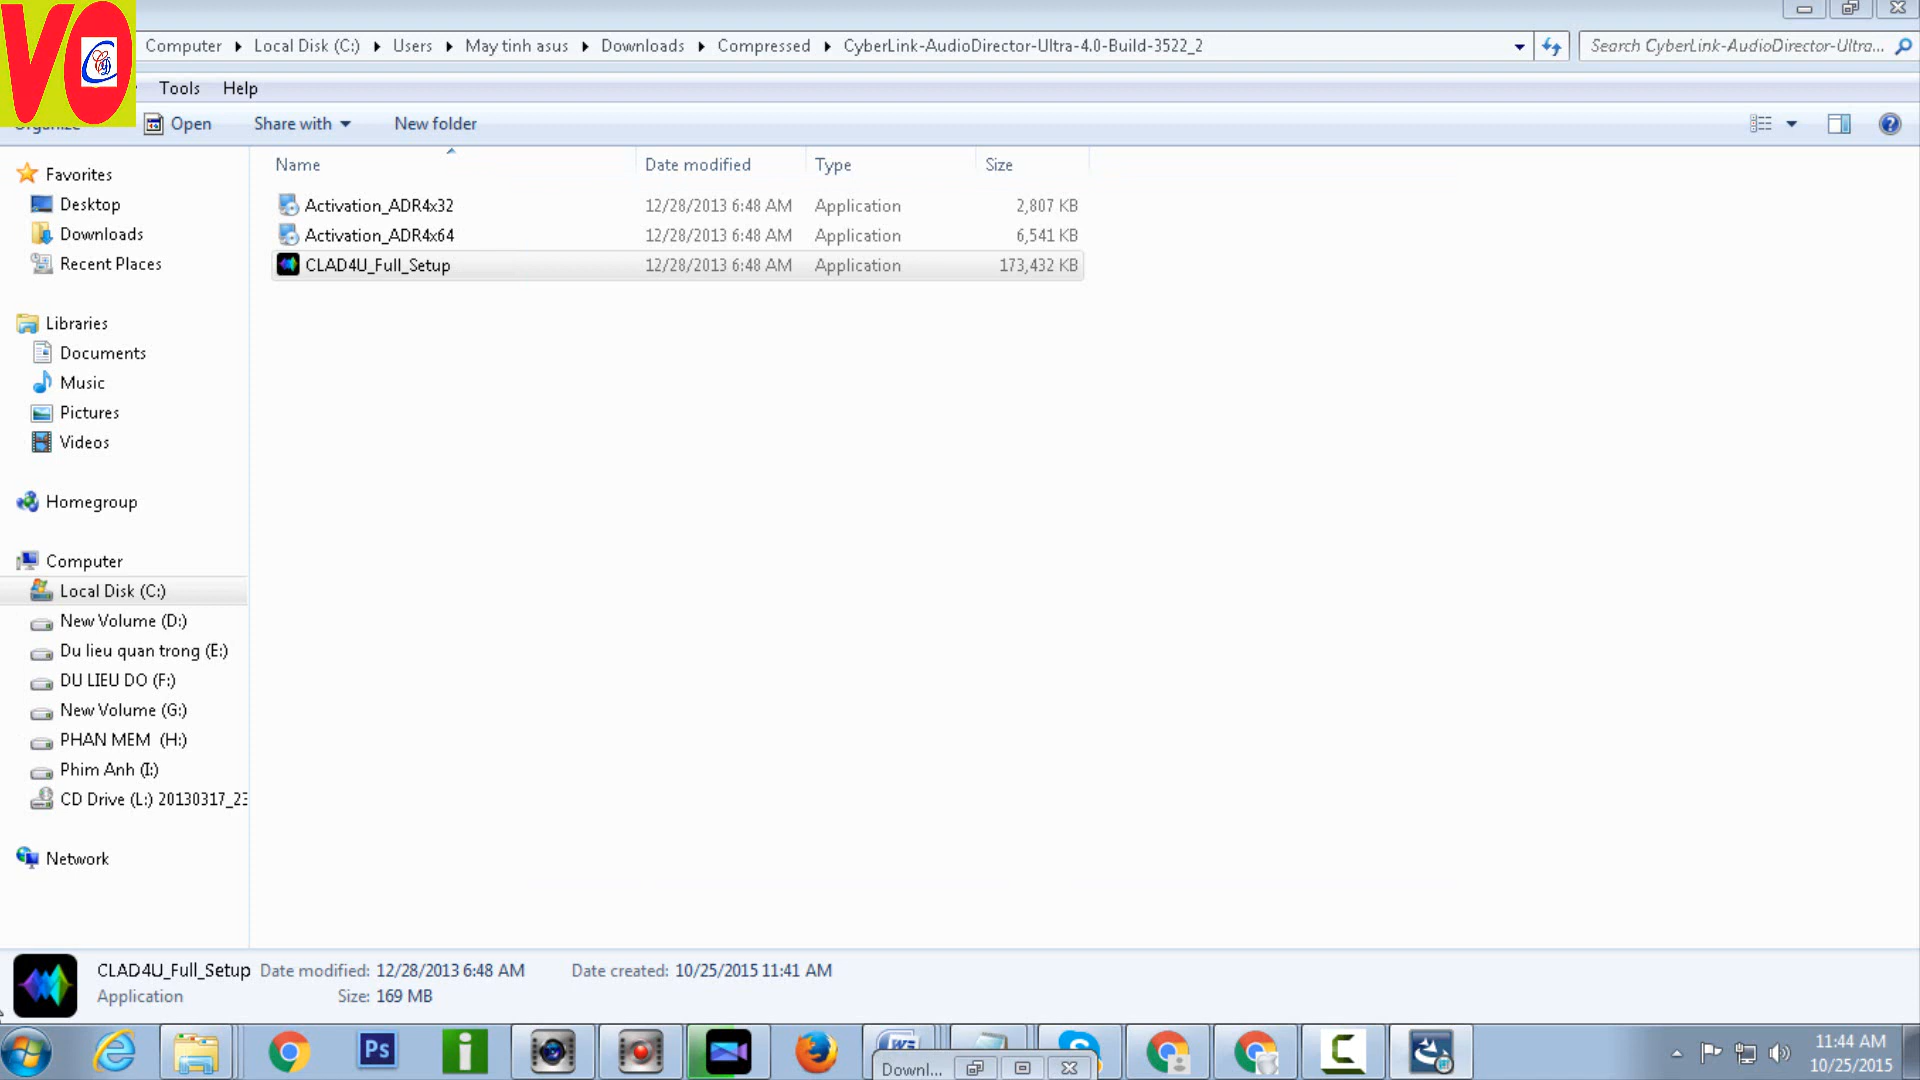 VO
Computer Local Disk (C:) Users May tinh asus Downloads Compressed CyberLink-AudioDirector-Ultra-4.0-Build-3522_2 Search CyberLink-AudioDirector-Ultra...
Tools Help
Organize Open Share with New folder
Name Date modified Type Size
Favorites
Desktop
Downloads
Recent Places
Libraries
Documents
Music
Pictures
Videos
Homegroup
Computer
Local Disk (C:)
New Volume (D:)
Du lieu quan trong (E:)
DU LIEU DO (F:)
New Volume (G:)
PHAN MEM (H:)
Phim Anh (I:)
CD Drive (L:) 20130317_23
Network
Activation_ADR4x32 12/28/2013 6:48 AM Application 2,807 KB
Activation_ADR4x64 12/28/2013 6:48 AM Application 6,541 KB
CLAD4U_Full_Setup 12/28/2013 6:48 AM Application 173,432 KB
CLAD4U_Full_Setup Date modified: 12/28/2013 6:48 AM Date created: 10/25/2015 11:41 AM
Application Size: 169 MB
Ps
Downl...
11:44 AM
10/25/2015